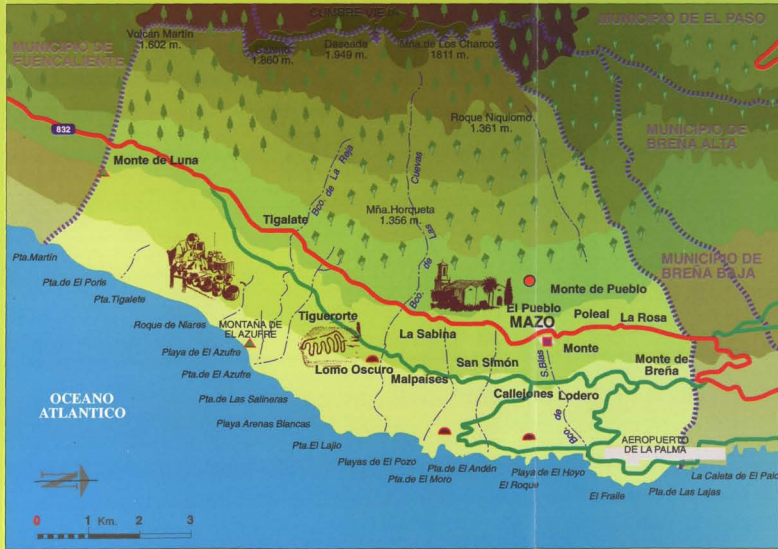 CUMBRE VIEJA
MUNICIPIO DE EL PASO
MUNICIPIO DE
FUENCALIENTE
Volcán Martín
1.602 m.
1.860 m.
Deseada
1.949 m.
Mña. de Los Charcos
1811 m.
Roque Niquiomo
1.361 m.
MUNICIPIO DE
BREÑA ALTA
832
Monte de Luna
Bco. de La Raja
Bco. de Las Cuevas
Tigalate
Mña. Horqueta
1.356 m.
MUNICIPIO DE
BREÑA BAJA
Pta. Martín
Pta. de El Poris
Pta. Tigalete
Monte de Pueblo
El Pueblo
MAZO
Poleal
La Rosa
Roque de Niares
MONTAÑA DE
EL AZUFRE
Tiguerorte
La Sabina
Monte
Playa de El Azufre
Lomo Oscuro
San Simón
Monte de
Breña
Pta. de El Azufre
Malpaíses
Callejones
Lodero
Bco. de S. Blas
OCEANO
ATLANTICO
Pta. de Las Salineras
Playa Arenas Blancas
Pta. El Lajio
AEROPUERTO
DE LA PALMA
Playas de El Pozo
Pta. de El Moro
Pta. de El Andén
El Roque
Playa de El Hoyo
El Fraile
Pta. de Las Lajas
La Caleta de El Palo
0 1 Km. 2 3